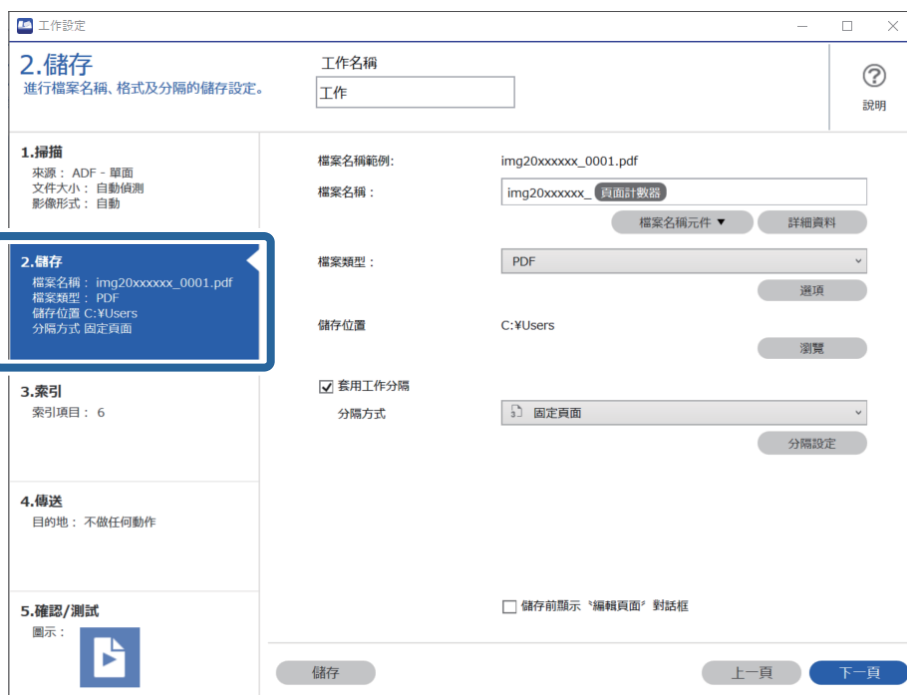 工作設定
2.儲存
進行檔案名稱、格式及分隔的儲存設定。
工作名稱
工作
說明
1.掃描
來源： ADF - 單面
文件大小： 自動偵測
影像形式： 自動
2.儲存
檔案名稱： img20xxxxxx_0001.pdf
檔案類型： PDF
儲存位置 C:¥Users
分隔方式 固定頁面
3.索引
索引項目： 6
4.傳送
目的地： 不做任何動作
5.確認/測試
圖示：
檔案名稱範例: img20xxxxxx_0001.pdf
檔案名稱： img20xxxxxx_ 頁面計數器
檔案名稱元件▼ 詳細資料
檔案類型： PDF
選項
儲存位置 C:¥Users
瀏覽
套用工作分隔
分隔方式 3 固定頁面
分隔設定
儲存前顯示〝編輯頁面〞對話框
儲存 上一頁 下一頁